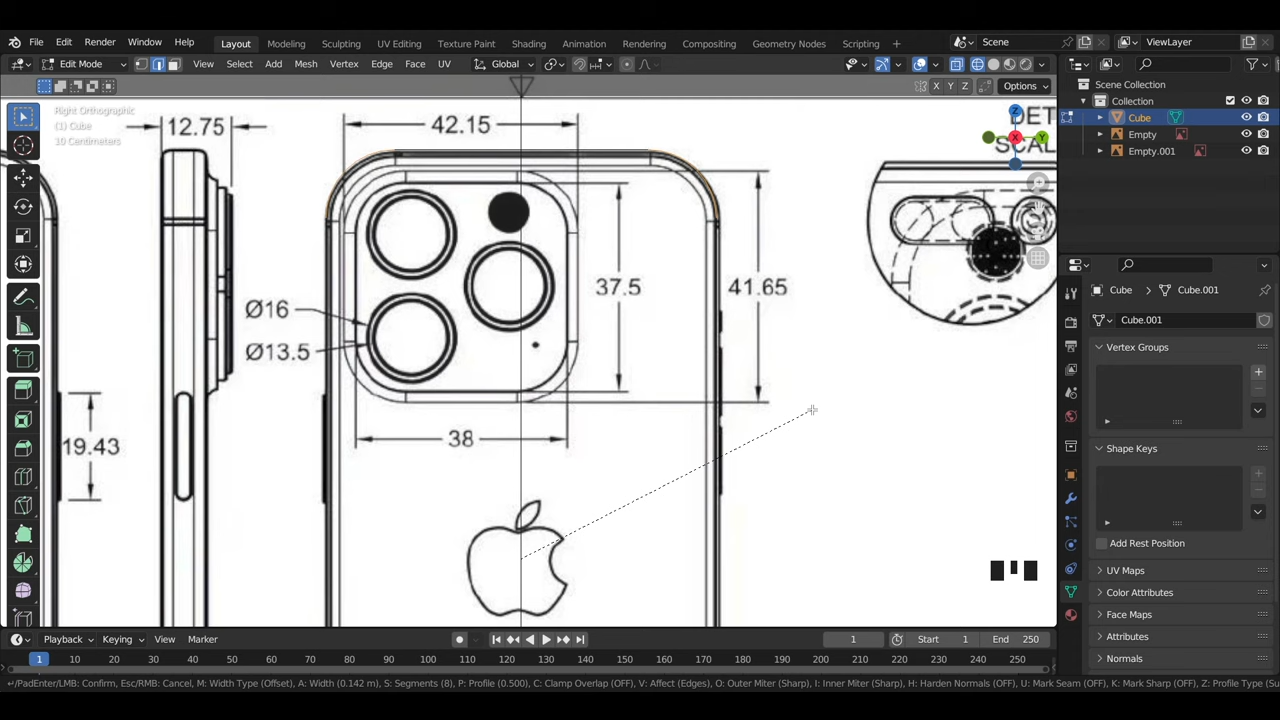 File Edit Render Window Help Layout Modeling Sculpting UV Editing Texture Paint Shading Animation Rendering Compositing Geometry Nodes Scripting + Scene ViewLayer
Edit Mode View Select Add Mesh Vertex Edge Face UV Global
X Y Z Options
Right Orthographic
(1) Cube
10 Centimeters
Scene Collection
Collection
Cube
Empty
Empty.001
Z
X Y
DET
SCAL
12.75
42.15
37.5
41.65
Ø16
Ø13.5
38
19.43
Cube Cube.001
Cube.001
Vertex Groups
Shape Keys
Add Rest Position
UV Maps
Color Attributes
Face Maps
Attributes
Normals
Playback Keying View Marker 1 Start 1 End 250
1 10 20 30 40 50 60 70 80 90 100 110 120 130 140 150 160 170 180 190 200 210 220 230 240 250
↵/PadEnter/LMB: Confirm, Esc/RMB: Cancel, M: Width Type (Offset), A: Width (0.142 m), S: Segments (8), P: Profile (0.500), C: Clamp Overlap (OFF), V: Affect (Edges), O: Outer Miter (Sharp), I: Inner Miter (Sharp), H: Harden Normals (OFF), U: Mark Seam (OFF), K: Mark Sharp (OFF), Z: Profile Type (Su